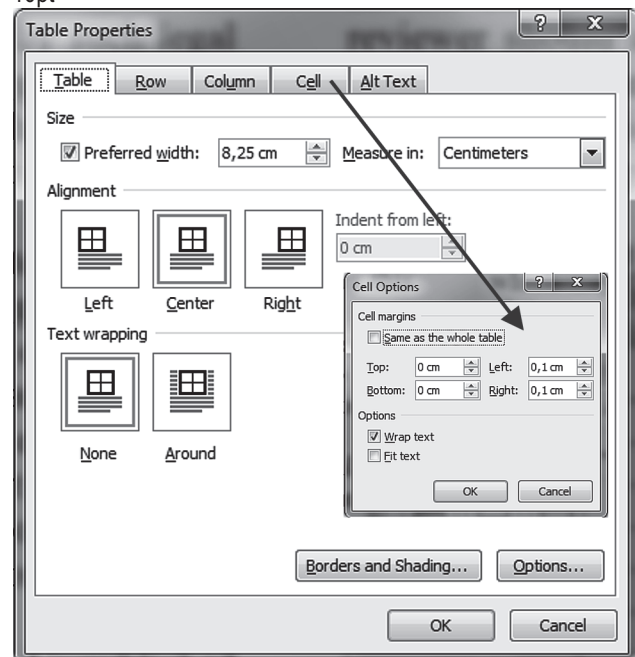 10pt
Table Properties
Table Row Column Cell Alt Text
Size
Preferred width: 8,25 cm Measure in: Centimeters
Alignment
Indent from left:
0 cm
Left Center Right
Text wrapping
None Around
Cell Options
Cell margins
Same as the whole table
Top: 0 cm Left: 0,1 cm
Bottom: 0 cm Right: 0,1 cm
Options
Wrap text
Fit text
OK Cancel
Borders and Shading... Options...
OK Cancel